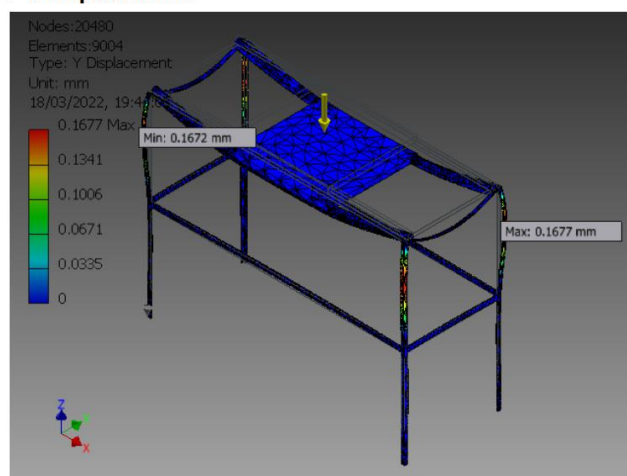 Nodes:20480
Elements:9004
Type: Y Displacement
Unit: mm
18/03/2022, 19:4
0.1677 Max
Min: 0.1672 mm
0.1341
0.1006
0.0671
Max: 0.1677 mm
0.0335
0
Z
X